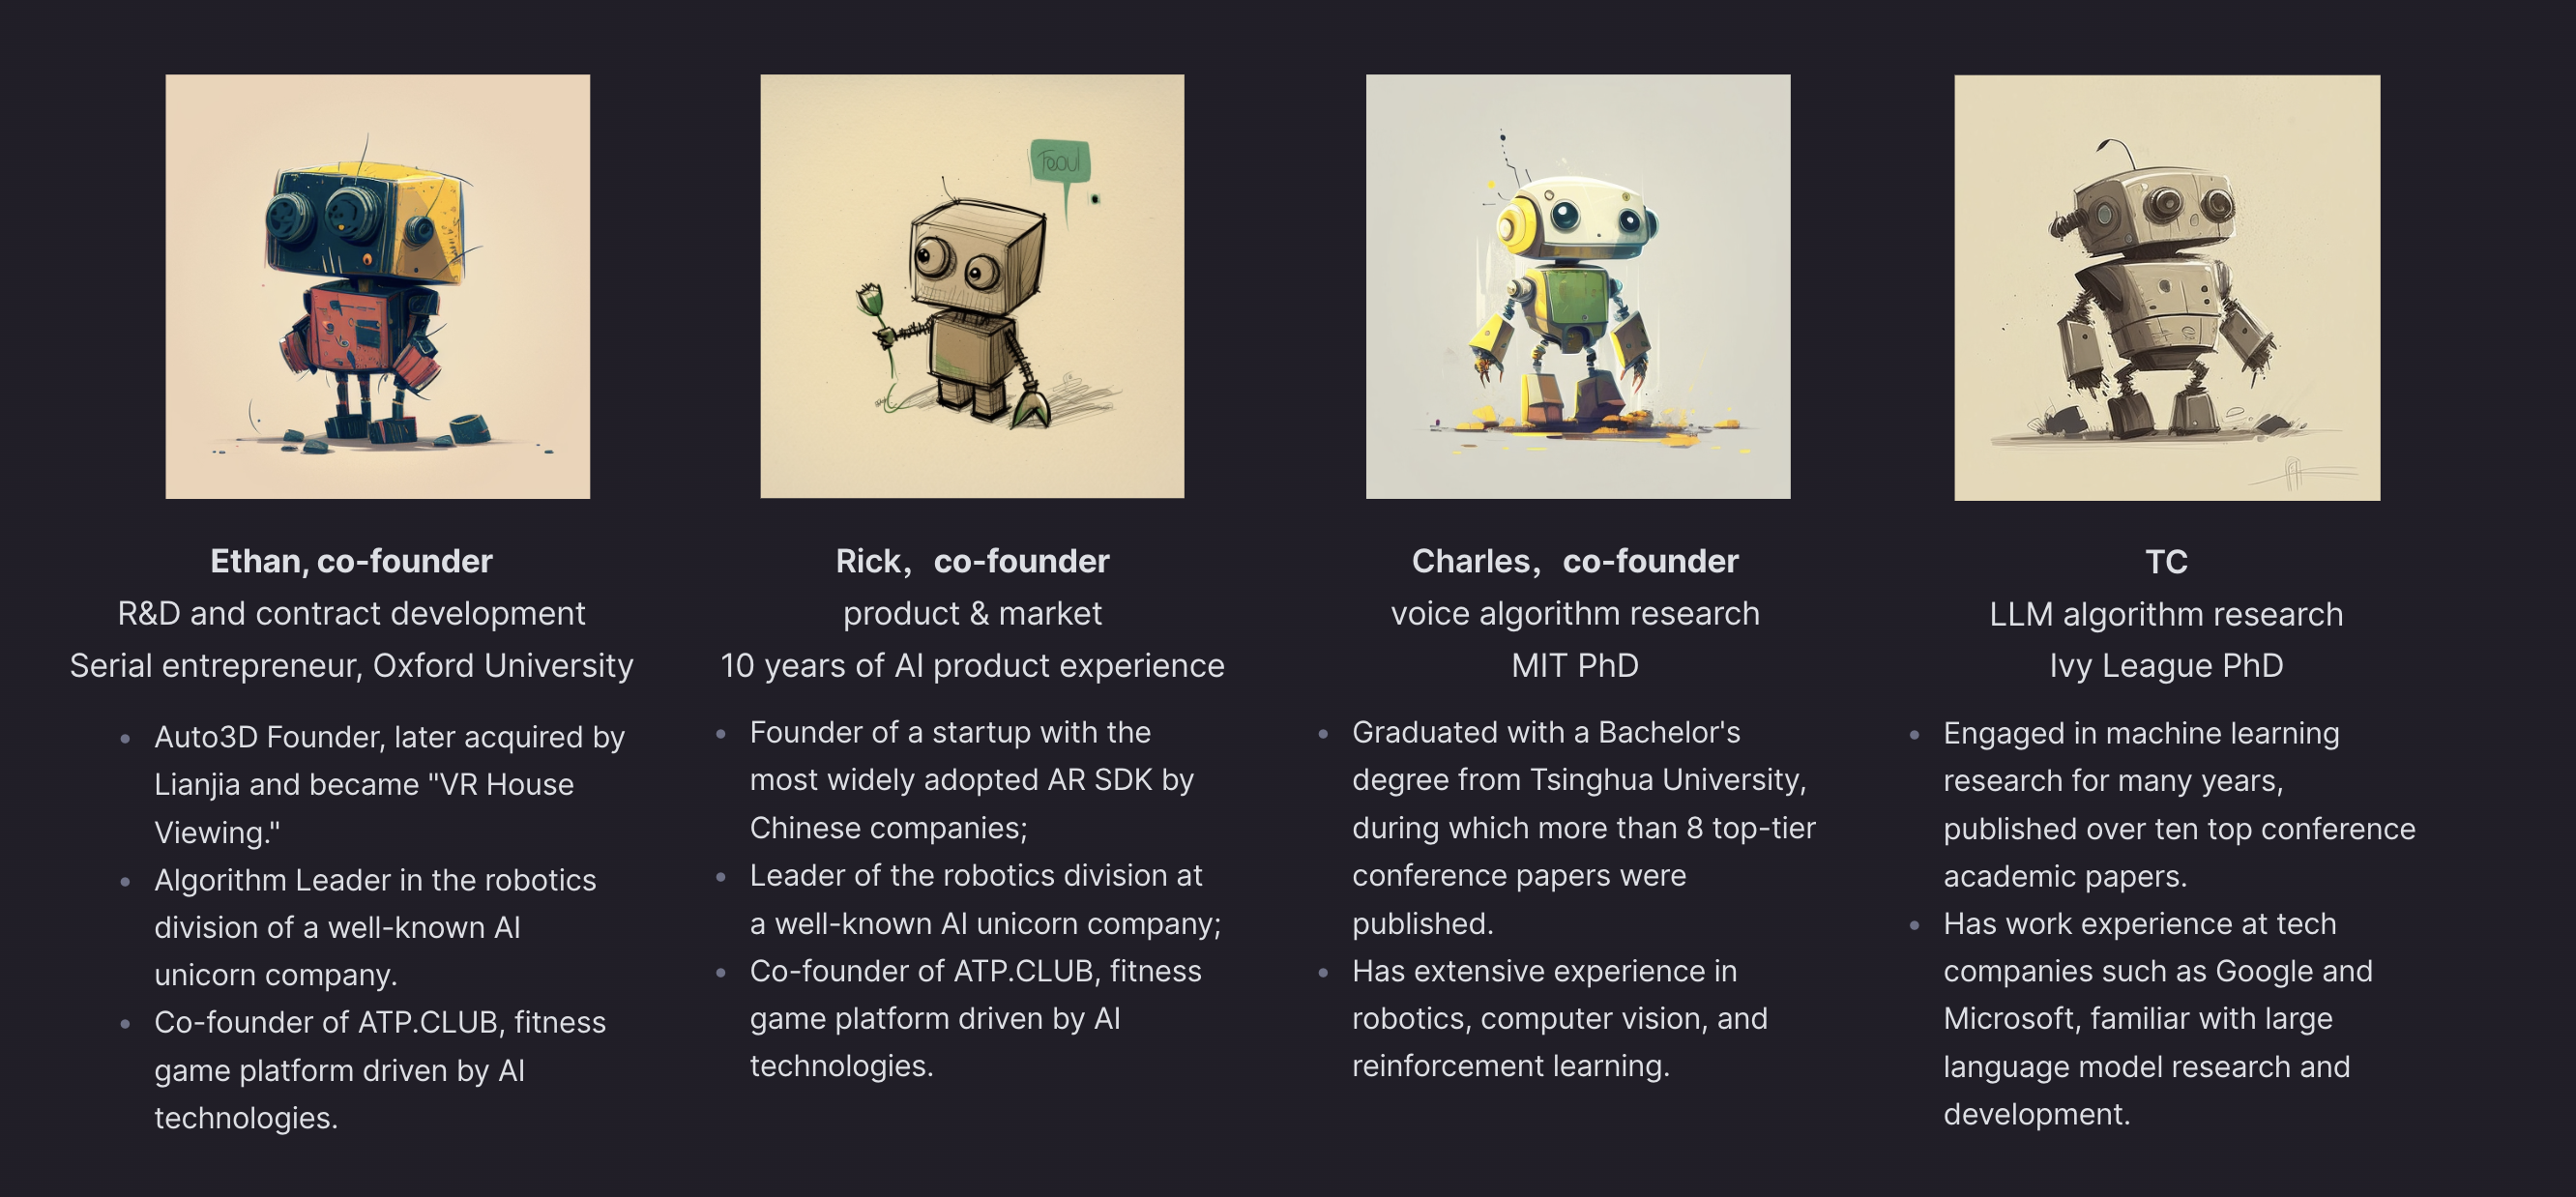 Feoul
Ethan, co-founder
R&D and contract development
Serial entrepreneur, Oxford University
Auto3D Founder, later acquired by
Lianjia and became "VR House
Viewing."
Algorithm Leader in the robotics
division of a well-known AI
unicorn company.
Co-founder of ATP.CLUB, fitness
game platform driven by AI
technologies.
Rick，co-founder
product & market
10 years of AI product experience
Founder of a startup with the
most widely adopted AR SDK by
Chinese companies;
Leader of the robotics division at
a well-known AI unicorn company;
Co-founder of ATP.CLUB, fitness
game platform driven by AI
technologies.
Charles，co-founder
voice algorithm research
MIT PhD
Graduated with a Bachelor's
degree from Tsinghua University,
during which more than 8 top-tier
conference papers were
published.
Has extensive experience in
robotics, computer vision, and
reinforcement learning.
TC
LLM algorithm research
Ivy League PhD
Engaged in machine learning
research for many years,
published over ten top conference
academic papers.
Has work experience at tech
companies such as Google and
Microsoft, familiar with large
language model research and
development.